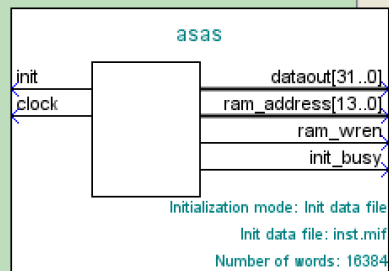 asas
init
clock
dataout[31..0]
ram_address[13..0]
ram_wren
init_busy
Initialization mode: Init data file
Init data file: inst.mif
Number of words: 16384